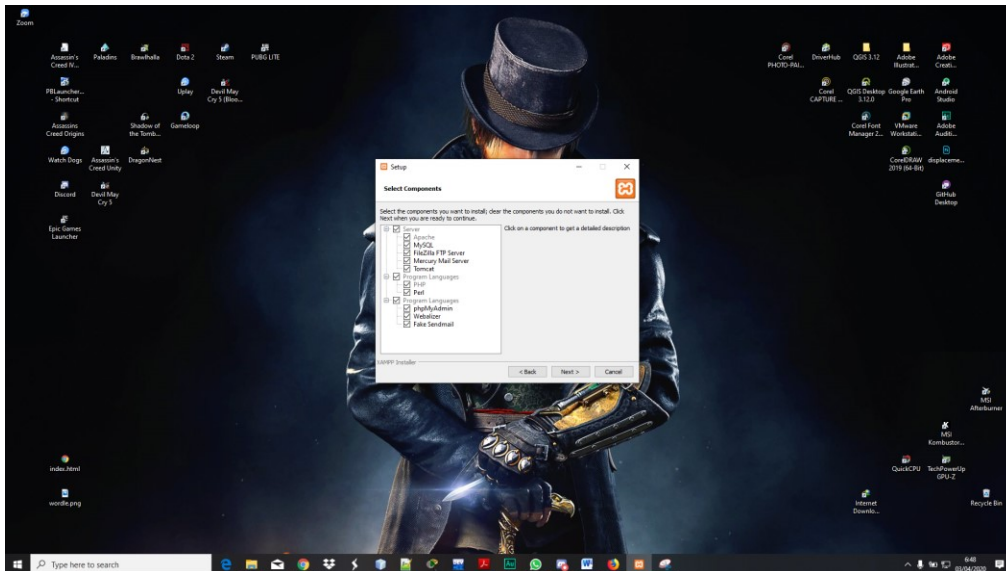 Zoom
Assassin's Creed IV...
Paladins
Brawlhalla
Dota 2
Steam
PUBG LITE
Corel PHOTO-PAI...
DriverHub
QGIS 3.12
Adobe Illustrat...
Adobe Creati...
PBLauncher... - Shortcut
Uplay
Devil May Cry 5 (Bloo...
Corel CAPTURE ...
QGIS Desktop 3.12.0
Google Earth Pro
Android Studio
Assassins Creed Origins
Shadow of the Tomb...
Gameloop
Corel Font Manager 2...
VMware Workstati...
Adobe Auditi...
Watch Dogs
Assassin's Creed Unity
DragonNest
CorelDRAW 2019 (64-Bit)
displaceme...
Discord
Devil May Cry 5
GitHub Desktop
Epic Games Launcher
Setup
Select Components
Select the components you want to install; clear the components you do not want to install. Click
Next when you are ready to continue.
Server
Apache
MySQL
FileZilla FTP Server
Mercury Mail Server
Tomcat
Program Languages
PHP
Perl
Program Languages
phpMyAdmin
Webalizer
Fake Sendmail
Click on a component to get a detailed description
XAMPP Installer
< Back
Next >
Cancel
MSI Afterburner
MSI Kombustor...
index.html
QuickCPU
TechPowerUp GPU-Z
wordle.png
Internet Downlo...
Recycle Bin
Type here to search
Au
W
6:48
03/04/2020